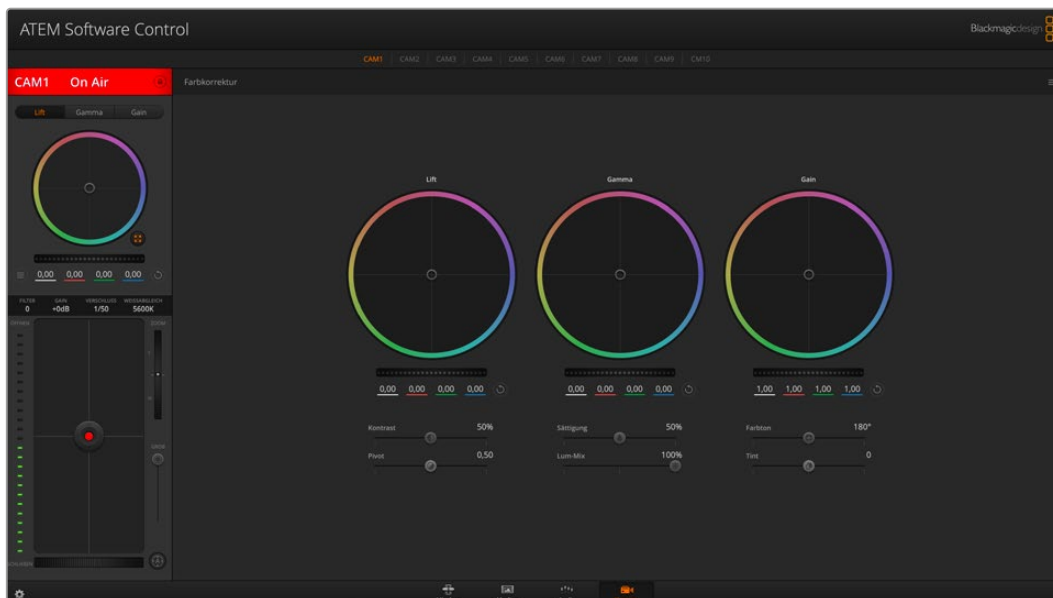 ATEM Software Control
Blackmagicdesign
CAM1 CAM2 CAM3 CAM4 CAM5 CAM6 CAM7 CAM8 CAM9 CM10
CAM1 On Air
Farbkorrektur
Lift Gamma Gain
0,00 0,00 0,00 0,00
FILTER GAIN VERSCHLUSS WEISSABGLEICH
0 +0dB 1/50 5600K
ZOOM
T
W
Lift Gamma Gain
0,00 0,00 0,00 0,00
0,00 0,00 0,00 0,00
1,00 1,00 1,00 1,00
Kontrast 50%
Sättigung 50%
Farbton 180°
Pivot 0,50
Lum-Mix 100%
Tint 0